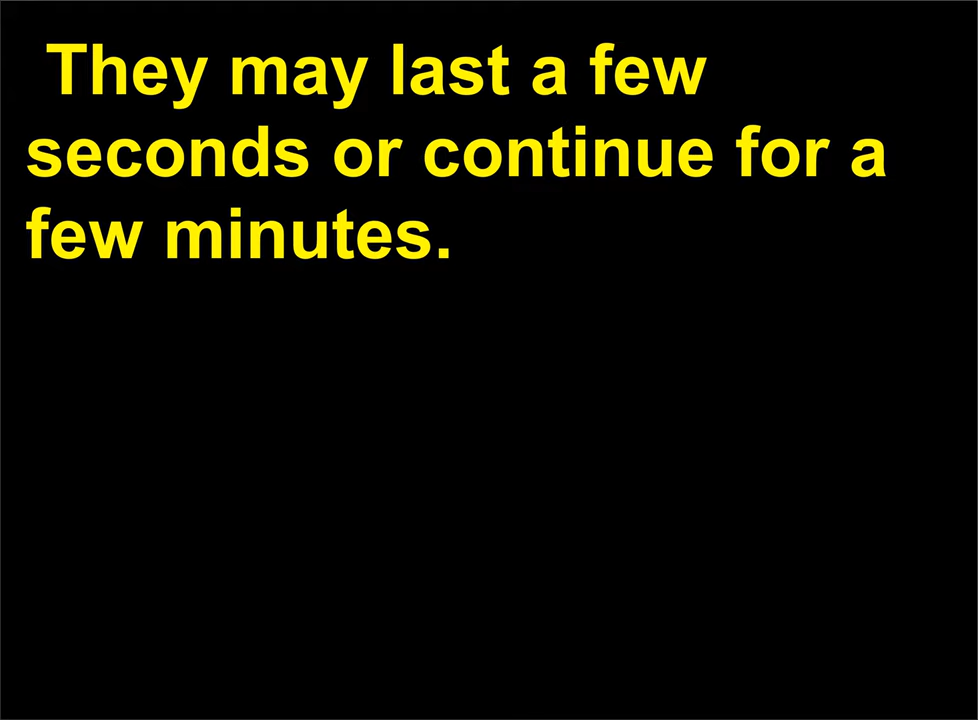 They may last a few
seconds or continue for a
few minutes.